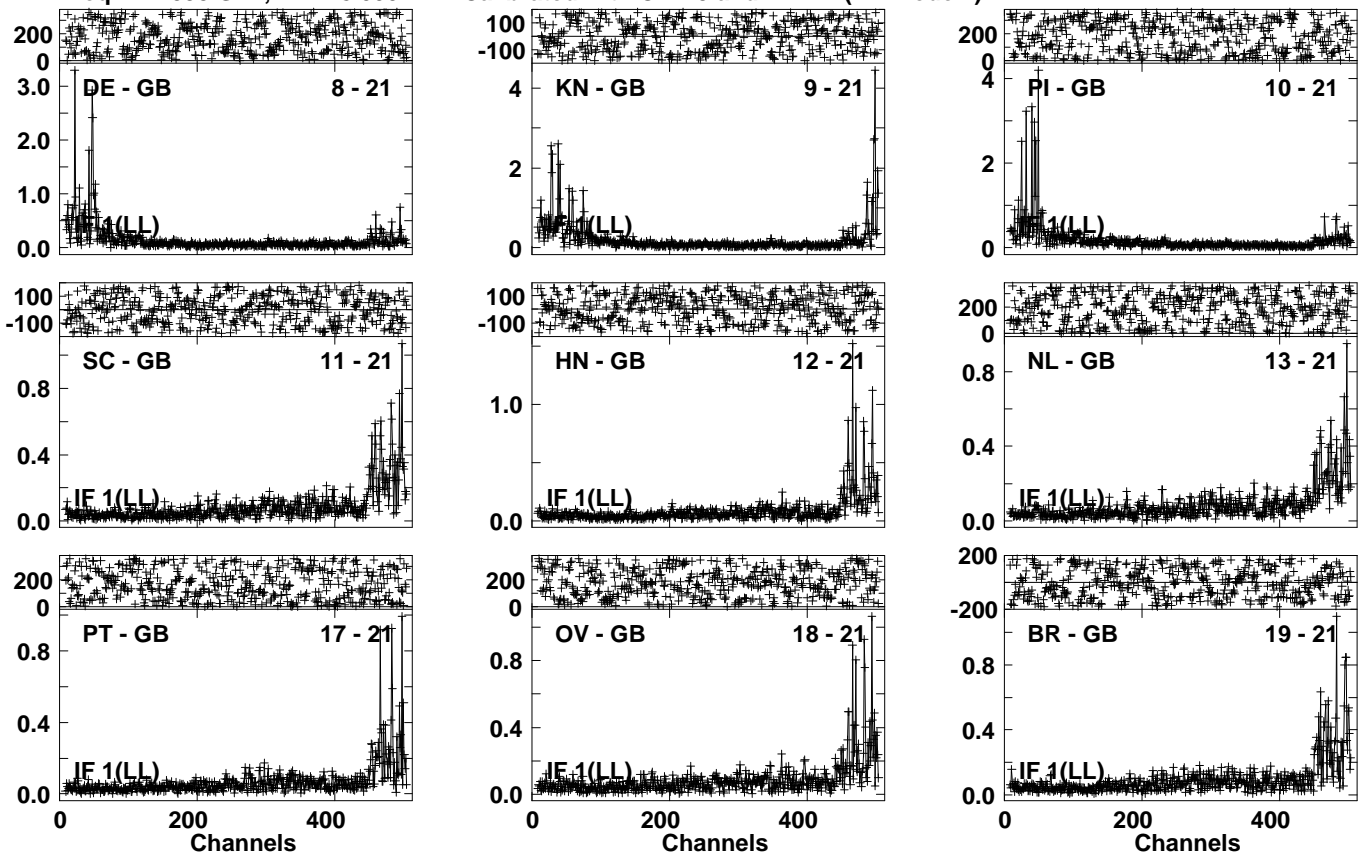 200
0
100
-100
200
0
DE - GB 8 - 21
KN - GB 9 - 21
PI - GB 10 - 21
3.0
2.0
1.0
0.0
4
2
0
4
2
0
IF 1(LL)
IF 1(LL)
IF 1(LL)
100
-100
100
-100
200
0
SC - GB 11 - 21
HN - GB 12 - 21
NL - GB 13 - 21
0.8
0.4
0.0
1.0
0.0
0.8
0.4
0.0
IF 1(LL)
IF 1(LL)
IF 1(LL)
200
0
200
0
200
-200
PT - GB 17 - 21
OV - GB 18 - 21
BR - GB 19 - 21
0.8
0.4
0.0
0.8
0.4
0.0
0.8
0.4
0.0
IF 1(LL)
IF 1(LL)
IF 1(LL)
0 200 400
0 200 400
0 200 400
Channels
Channels
Channels